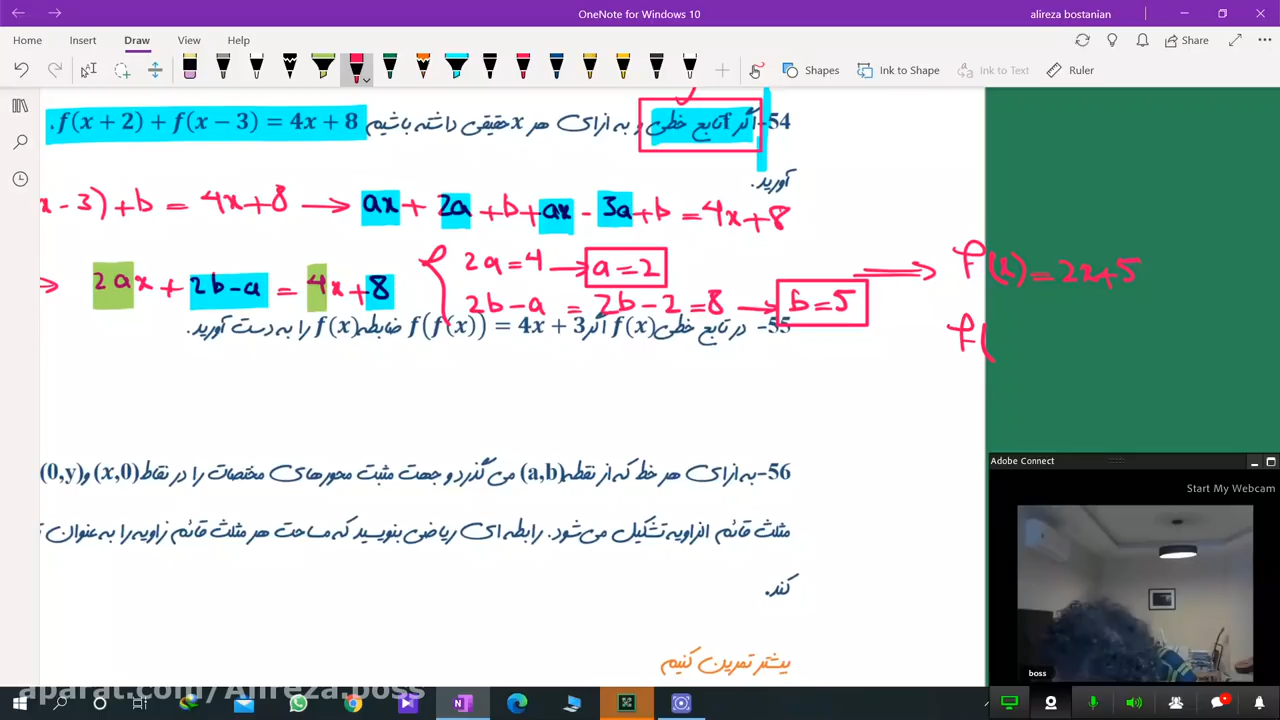 OneNote for Windows 10
alireza bostanian
Home Insert Draw View Help
Share
Shapes Ink to Shape Ink to Text Ruler
54- اگر f تابع خطی و به ازای هر x حقیقی داشته باشیم f(x + 2) + f(x − 3) = 4x + 8.
آورید.
x-3)+b = 4x+8 → ax + 2a + b + ax - 3a + b = 4x+8
2ax + 2b-a = 4x+8
2a=4 → a=2
2b-a = 2b-2=8 → b=5
⇒ f(x)=2x+5
f(
55- در تابع خطی f(x) اگر f(f(x)) = 4x + 3 ضابطه f(x) را به دست آورید.
56- به ازای هر خط که از نقطه (a,b) می گذرد و جهت مثبت محورهای مختصات را در نقاط (x,0) و (0,y)
مثلث قائم الزاویه تشکیل می شود. رابطه ای ریاضی بنویسید که مساحت هر مثلث قائم زاویه را به عنوان
کند.
بیشتر تمرین کنیم
Adobe Connect
Start My Webcam
boss
aparat.com/Alireza.boss